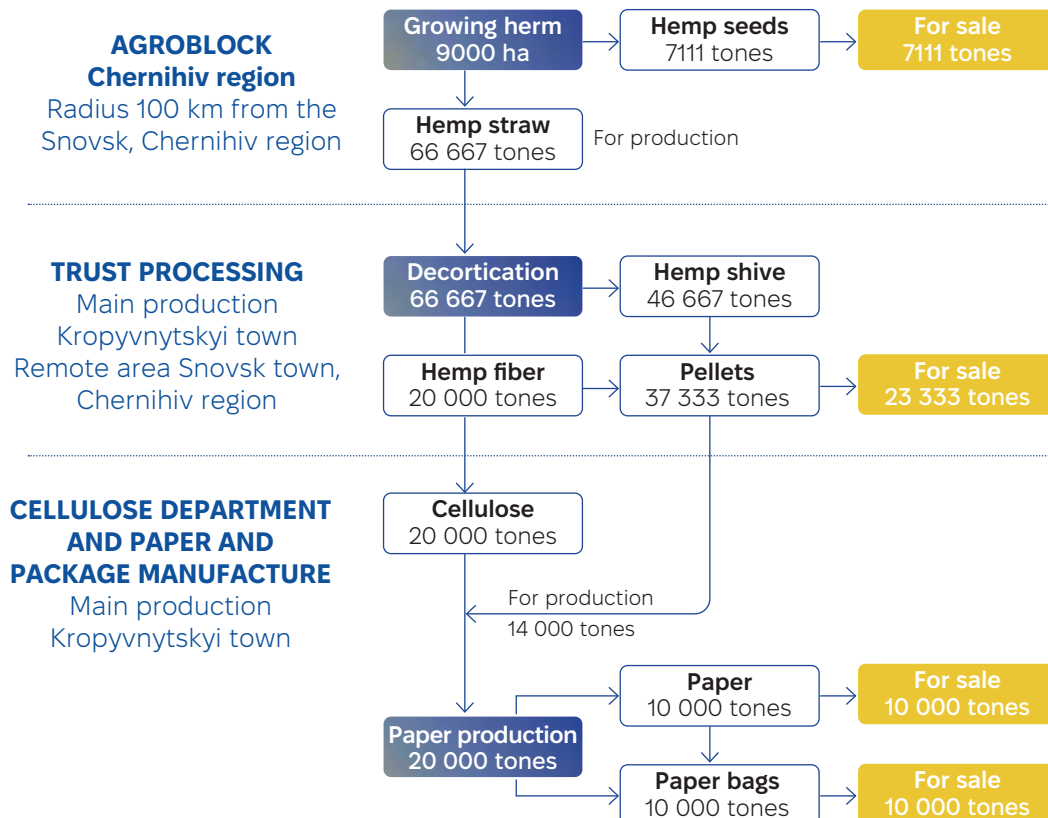 AGROBLOCK
Chernihiv region
Radius 100 km from the
Snovsk, Chernihiv region
Growing herm
9000 ha
Hemp seeds
7111 tones
For sale
7111 tones
Hemp straw
66 667 tones
For production
TRUST PROCESSING
Main production
Kropyvnytskyi town
Remote area Snovsk town,
Chernihiv region
Decortication
66 667 tones
Hemp shive
46 667 tones
Hemp fiber
20 000 tones
Pellets
37 333 tones
For sale
23 333 tones
CELLULOSE DEPARTMENT
AND PAPER AND
PACKAGE MANUFACTURE
Main production
Kropyvnytskyi town
Cellulose
20 000 tones
For production
14 000 tones
Paper production
20 000 tones
Paper
10 000 tones
For sale
10 000 tones
Paper bags
10 000 tones
For sale
10 000 tones